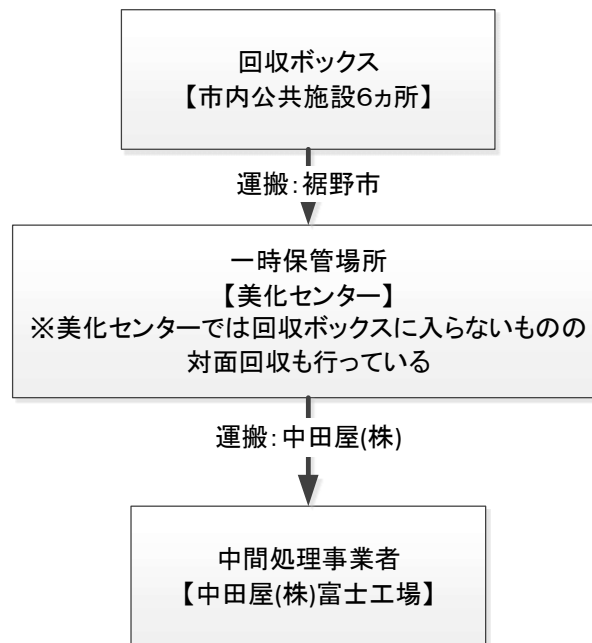 回収ボックス
【市内公共施設6ヵ所】
運搬:裾野市
一時保管場所
【美化センター】
※美化センターでは回収ボックスに入らないものの
対面回収も行っている
運搬:中田屋(株)
中間処理事業者
【中田屋(株)富士工場】